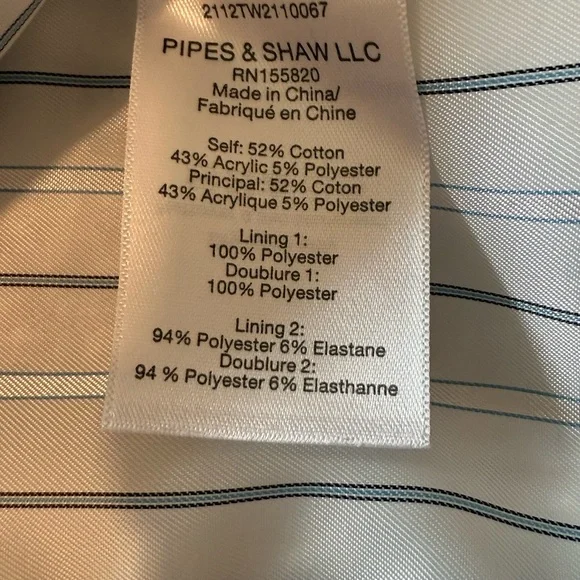 2112TW2110067
PIPES & SHAW LLC
RN155820
Made in China/
Fabriqué en Chine
Self: 52% Cotton
43% Acrylic 5% Polyester
Principal: 52% Coton
43% Acrylique 5% Polyester
Lining 1:
100% Polyester
Doublure 1:
100% Polyester
Lining 2:
94% Polyester 6% Elastane
Doublure 2:
94 % Polyester 6% Elasthanne